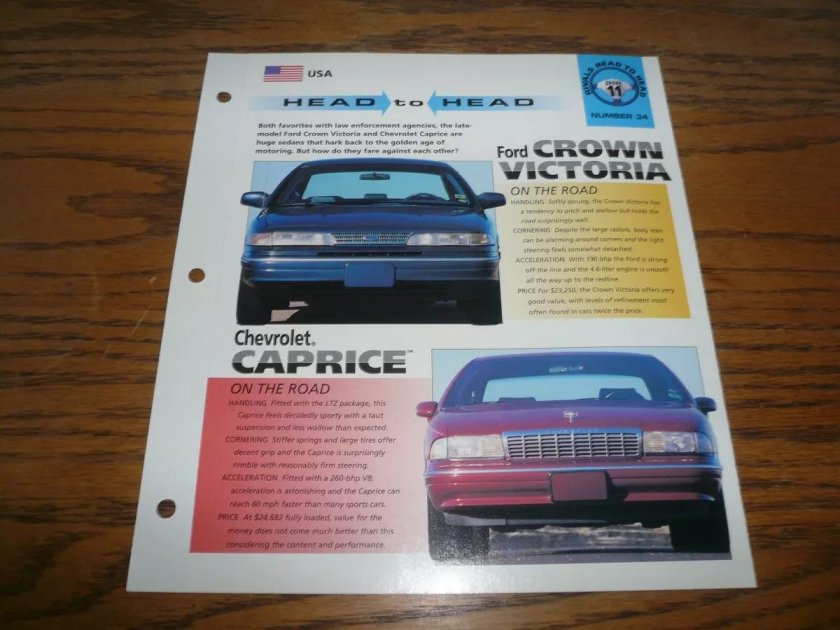 USA
HEAD to HEAD
RIVALS HEAD TO HEAD
ISSUE
11
NUMBER 34
Both favorites with law enforcement agencies, the late-
model Ford Crown Victoria and Chevrolet Caprice are
huge sedans that hark back to the golden age of
motoring. But how do they fare against each other?
Ford CROWN
VICTORIA
ON THE ROAD
HANDLING Softly sprung, the Crown Victoria has
a tendency to pitch and wallow but holds the
road surprisingly well.
CORNERING Despite the large radials, body lean
can be alarming around corners and the light
steering feels somewhat detached.
ACCELERATION With 190 bhp the Ford is strong
off the line and the 4.6-liter engine is smooth
all the way up to the redline.
PRICE For $23,250, the Crown Victoria offers very
good value, with levels of refinement most
often found in cars twice the price.
Chevrolet®
CAPRICE™
ON THE ROAD
HANDLING Fitted with the LTZ package, this
Caprice feels decidedly sporty with a taut
suspension and less wallow than expected.
CORNERING Stiffer springs and large tires offer
decent grip and the Caprice is surprisingly
nimble with reasonably firm steering.
ACCELERATION Fitted with a 260-bhp V8,
acceleration is astonishing and the Caprice can
reach 60 mph faster than many sports cars.
PRICE At $24,682 fully loaded, value for the
money does not come much better than this
considering the content and performance.